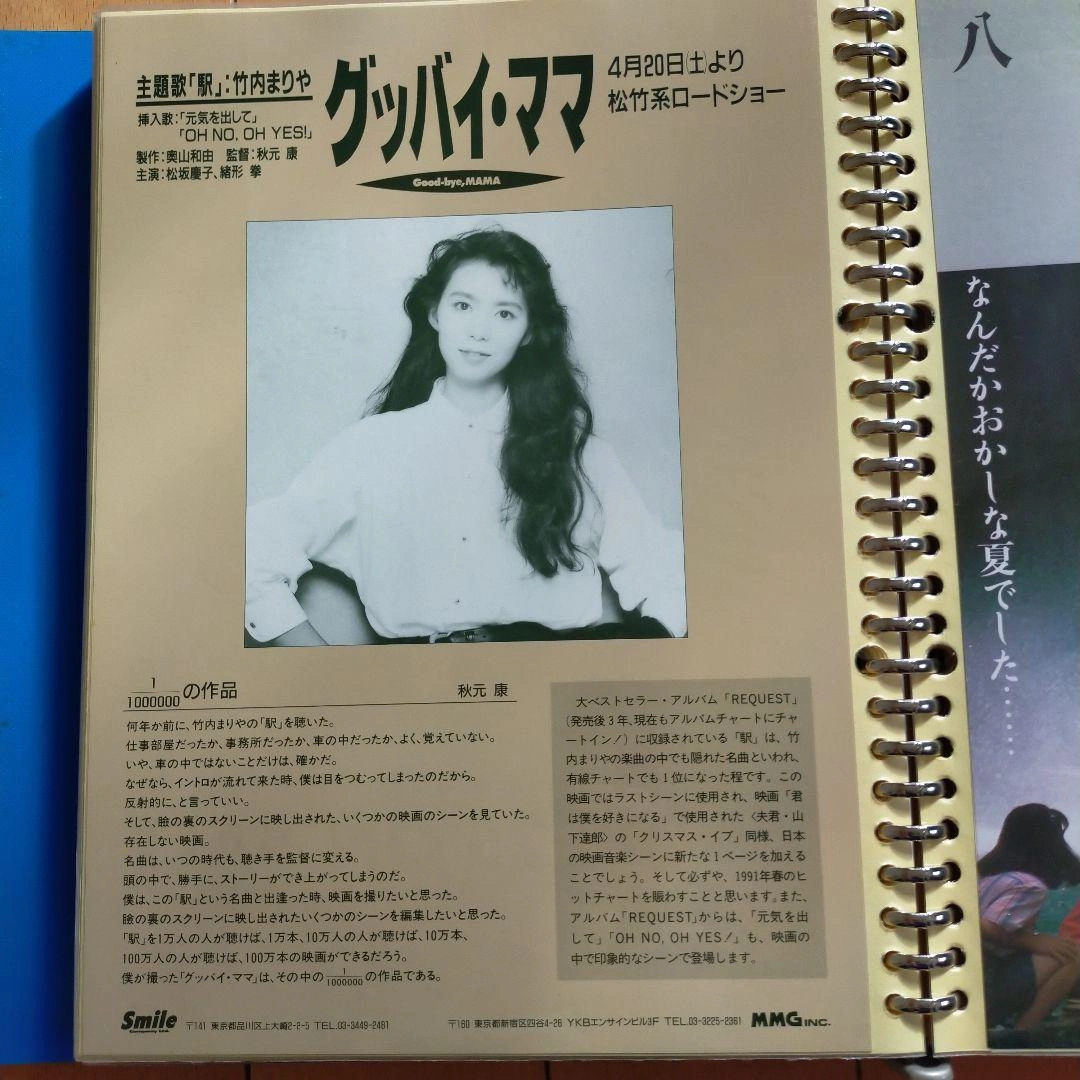 主題歌「駅」:竹内まりや
挿入歌:「元気を出して」
「OH NO, OH YES!」
製作:奥山和由 監督:秋元 康
主演:松坂慶子、緒形 拳
グッバイ・ママ
Good-bye, MAMA
4月20日(土)より
松竹系ロードショー
1/1000000の作品 秋元 康
何年か前に、竹内まりやの「駅」を聴いた。
仕事部屋だったか、事務所だったか、車の中だったか、よく、覚えていない。
いや、車の中ではないことだけは、確かだ。
なぜなら、イントロが流れて来た時、僕は目をつむってしまったのだから。
反射的に、と言っていい。
そして、瞼の裏のスクリーンに映し出された、いくつかの映画のシーンを見ていた。
存在しない映画。
名曲は、いつの時代も、聴き手を監督に変える。
頭の中で、勝手に、ストーリーができ上がってしまうのだ。
僕は、この「駅」という名曲と出逢った時、映画を撮りたいと思った。
瞼の裏のスクリーンに映し出されたいくつかのシーンを編集したいと思った。
「駅」を1万人の人が聴けば、1万本、10万人の人が聴けば、10万本、
100万人の人が聴けば、100万本の映画ができるだろう。
僕が撮った「グッバイ・ママ」は、その中の1/1000000の作品である。
大ベストセラー・アルバム「REQUEST」
(発売後3年、現在もアルバムチャートにチャ
ートイン!)に収録されている「駅」は、竹
内まりやの楽曲の中でも隠れた名曲といわれ、
有線チャートでも1位になった程です。この
映画ではラストシーンに使用され、映画「君
は僕を好きになる」で使用された〈夫君・山
下達郎〉の「クリスマス・イブ」同様、日本
の映画音楽シーンに新たな1ページを加える
ことでしょう。そして必ずや、1991年春のヒ
ットチャートを賑わすことと思います。また、
アルバム「REQUEST」からは、「元気を出
して」「OH NO, OH YES!」も、映画の
中で印象的なシーンで登場します。
Smile
Company Ltd.
〒141 東京都品川区上大崎2-2-5 TEL.03-3449-2461
〒160 東京都新宿区四谷4-28 YKBエンサインビル3F TEL.03-3225-2361
MMG INC.
八
なんだかおかしな夏でした……